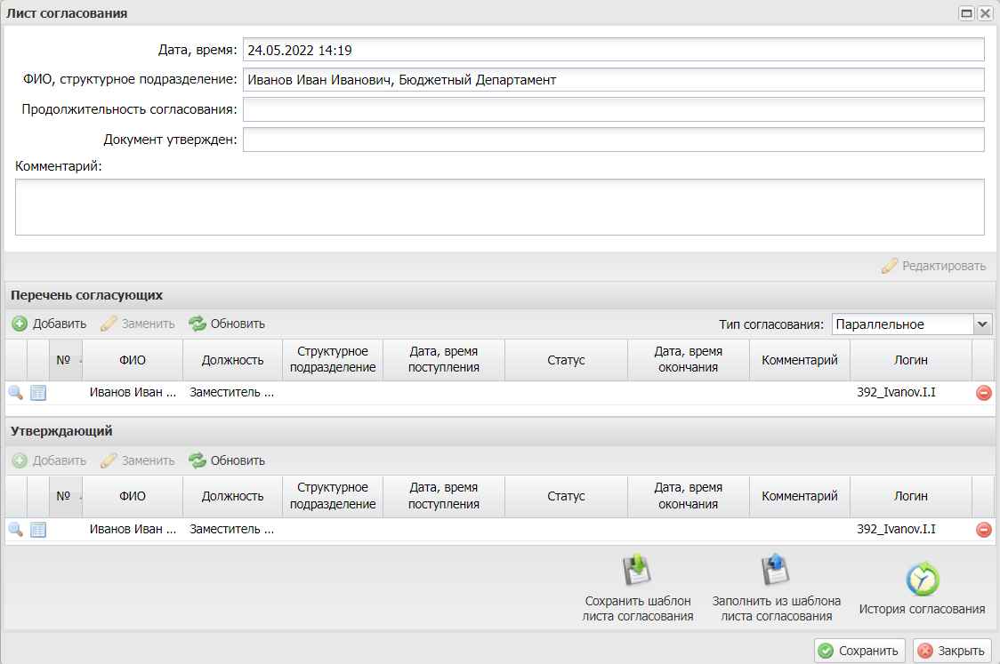 Лист согласования
Дата, время: 24.05.2022 14:19
ФИО, структурное подразделение: Иванов Иван Иванович, Бюджетный Департамент
Продолжительность согласования:
Документ утвержден:
Комментарий:
Редактировать
Перечень согласующих
Добавить Заменить Обновить Тип согласования: Параллельное
№ ФИО Должность Структурное подразделение Дата, время поступления Статус Дата, время окончания Комментарий Логин
Иванов Иван ... Заместитель ... 392_Ivanov.I.I
Утверждающий
Добавить Заменить Обновить
№ ФИО Должность Структурное подразделение Дата, время поступления Статус Дата, время окончания Комментарий Логин
Иванов Иван ... Заместитель ... 392_Ivanov.I.I
Сохранить шаблон листа согласования
Заполнить из шаблона листа согласования
История согласования
Сохранить Закрыть